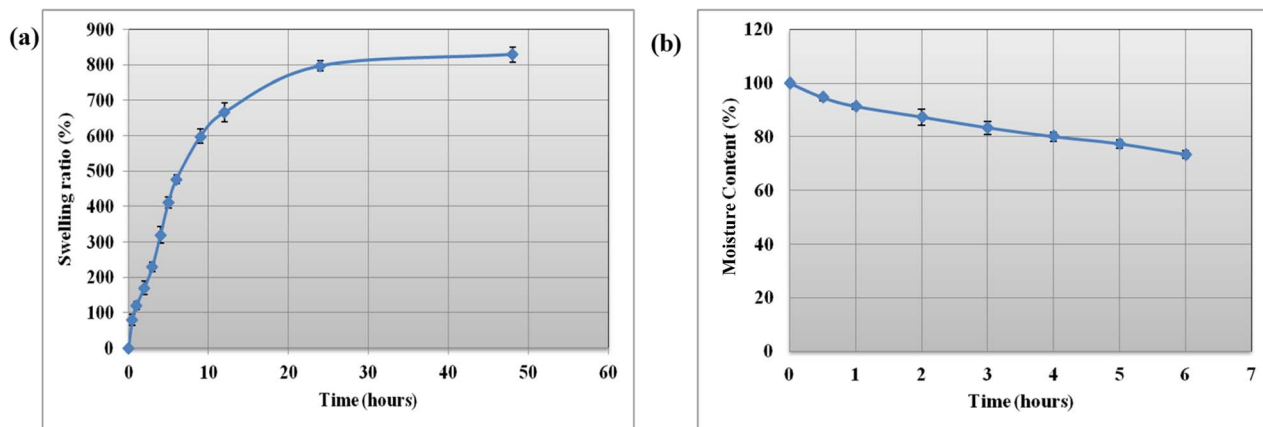 (a)
900
800
700
600
500
400
300
200
100
0
Swelling ratio (%)
0 10 20 30 40 50 60
Time (hours)
(b)
120
100
80
60
40
20
0
Moisture Content (%)
0 1 2 3 4 5 6 7
Time (hours)